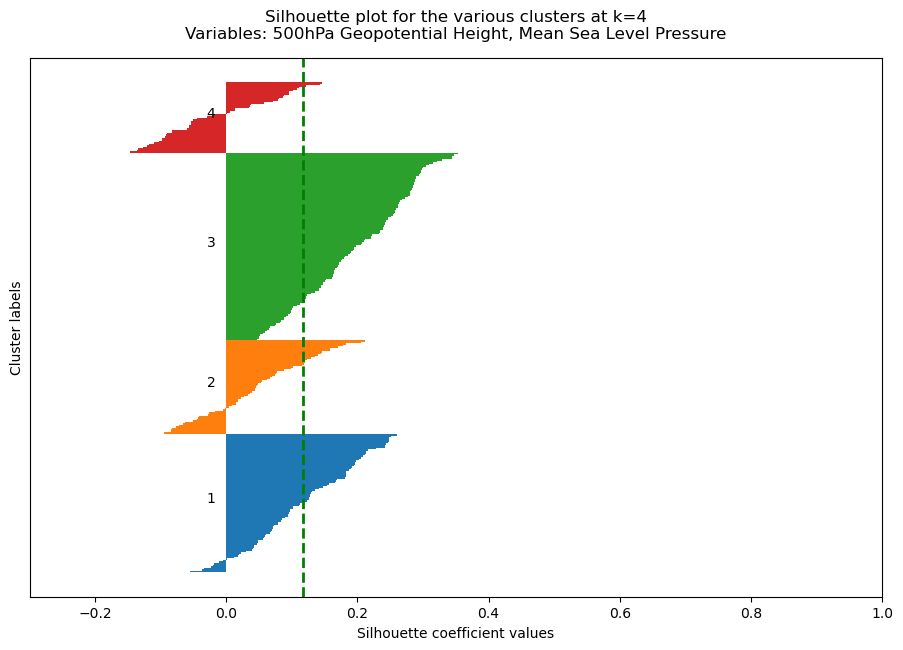 Silhouette plot for the various clusters at k=4
Variables: 500hPa Geopotential Height, Mean Sea Level Pressure
4
3
2
1
Cluster labels
−0.2 0.0 0.2 0.4 0.6 0.8 1.0
Silhouette coefficient values